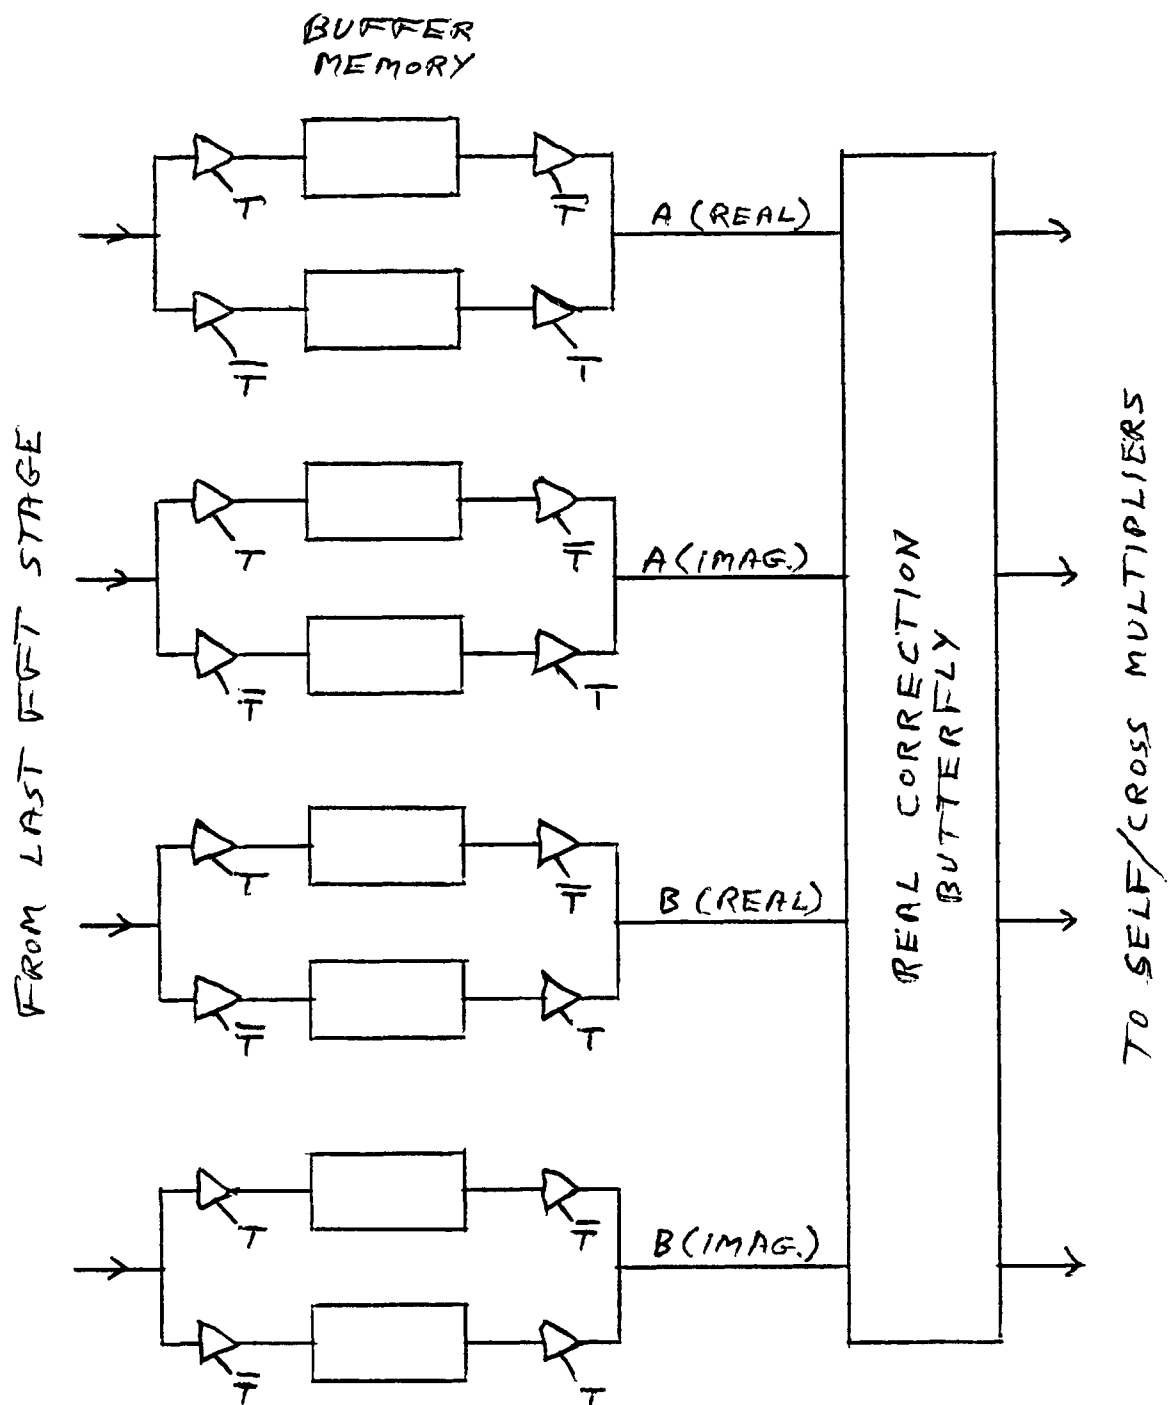 BUFFER
MEMORY
T
T̅
A (REAL)
T̅
T
T
T̅
A (IMAG.)
T̅
T
T
T̅
B (REAL)
T̅
T
T
T̅
B (IMAG.)
T̅
T
FROM LAST FFT STAGE
REAL CORRECTION
BUTTERFLY
TO SELF/CROSS MULTIPLIERS